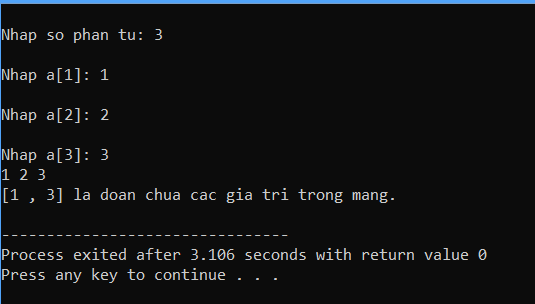 Nhap so phan tu: 3
Nhap a[1]: 1
Nhap a[2]: 2
Nhap a[3]: 3
1 2 3
[1 , 3] la doan chua cac gia tri trong mang.
--------------------------------
Process exited after 3.106 seconds with return value 0
Press any key to continue . . .